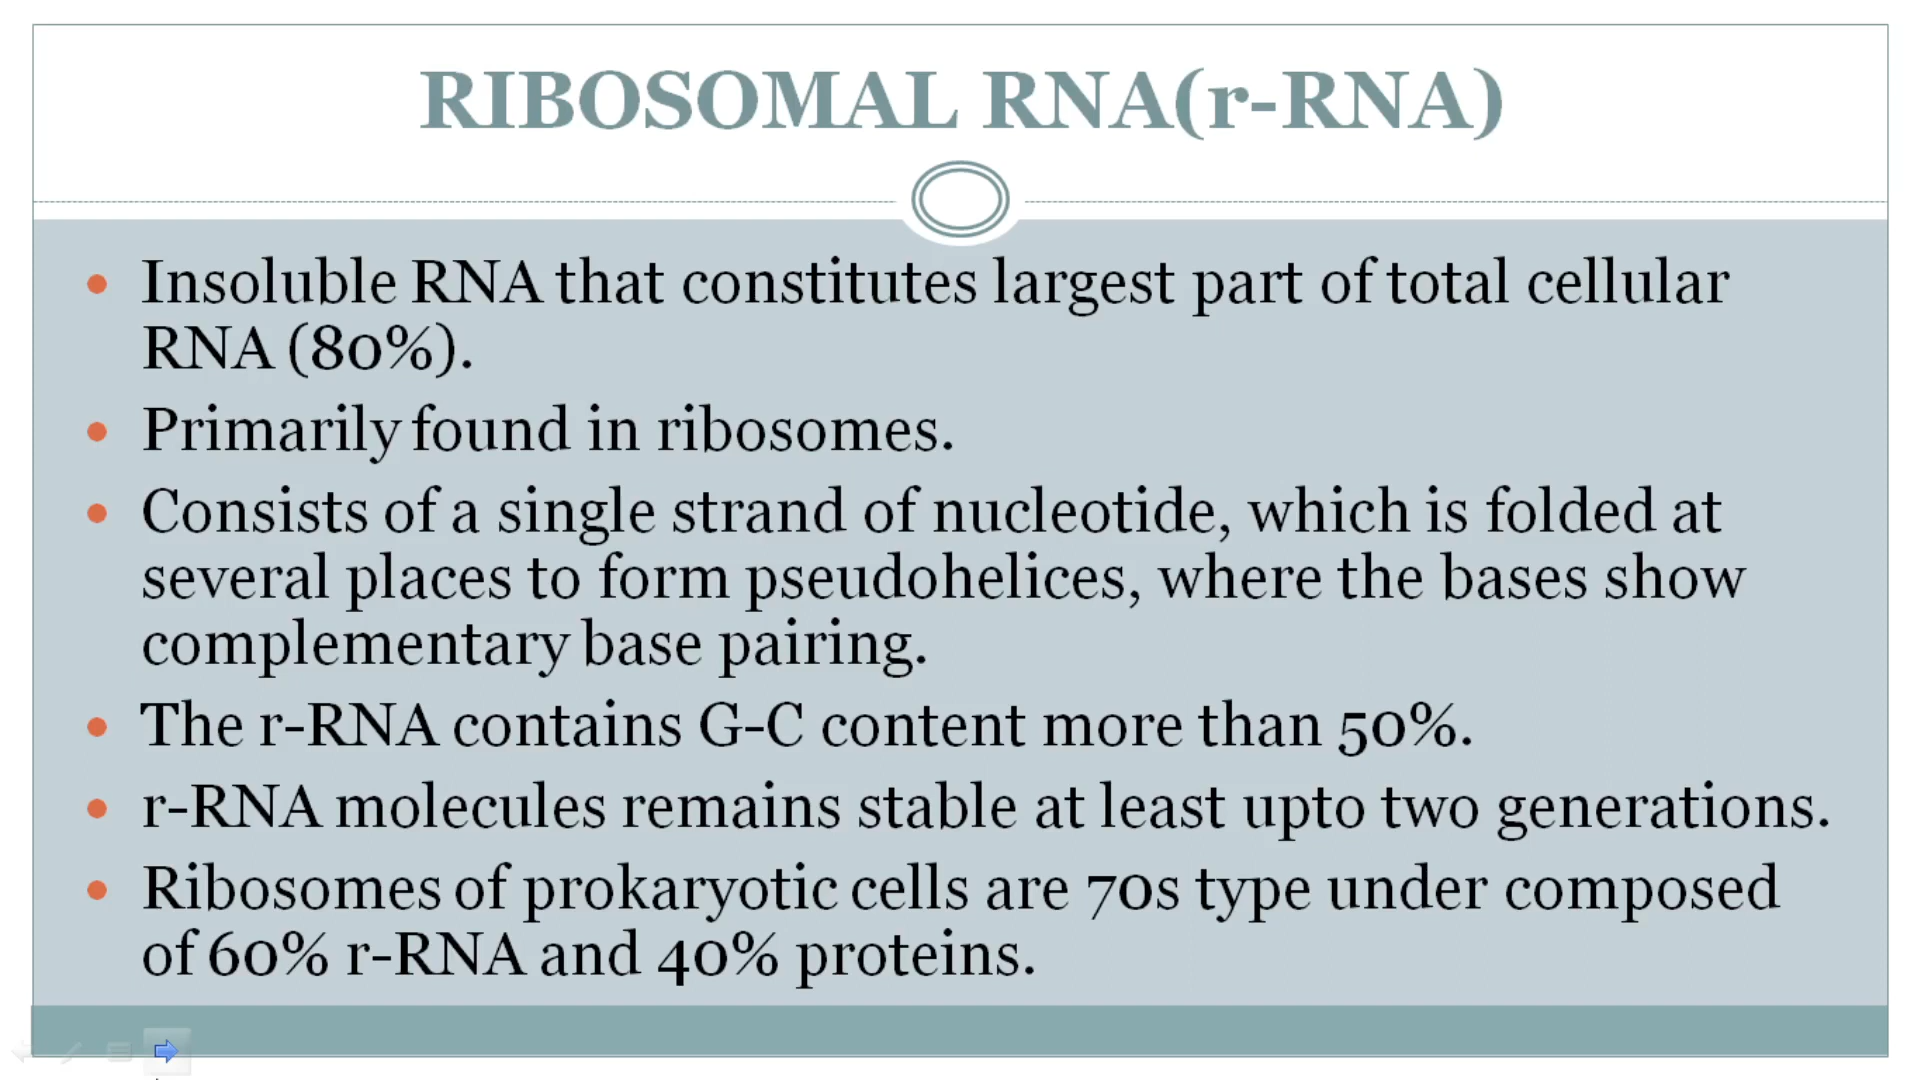 RIBOSOMAL RNA(r-RNA)
• Insoluble RNA that constitutes largest part of total cellular
RNA (80%).
• Primarily found in ribosomes.
• Consists of a single strand of nucleotide, which is folded at
several places to form pseudohelices, where the bases show
complementary base pairing.
• The r-RNA contains G-C content more than 50%.
• r-RNA molecules remains stable at least upto two generations.
• Ribosomes of prokaryotic cells are 70s type under composed
of 60% r-RNA and 40% proteins.